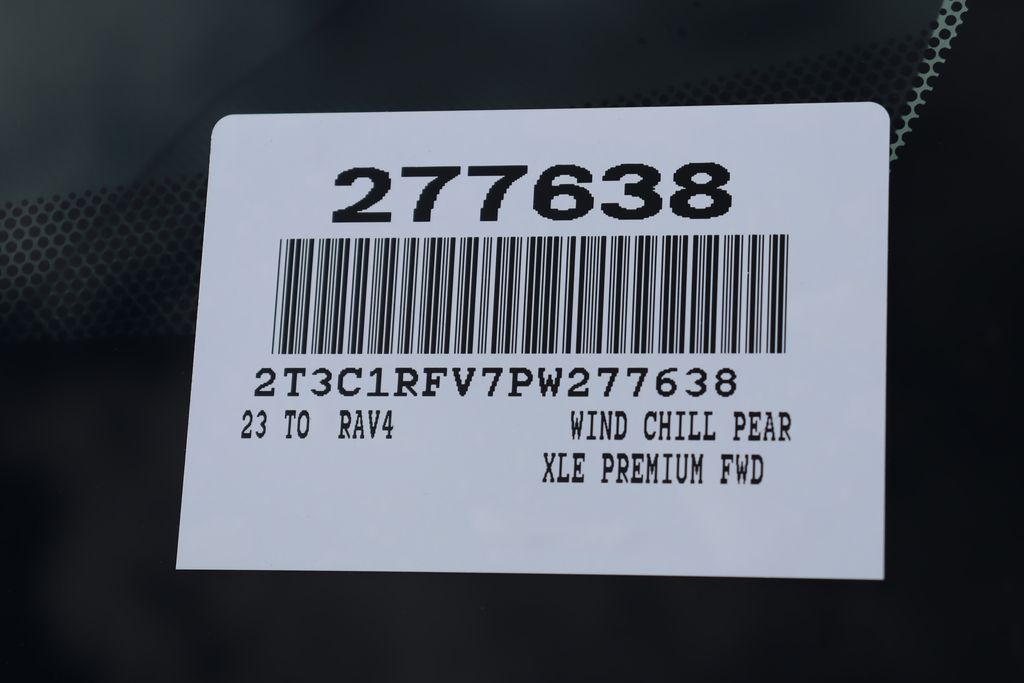 277638
2T3C1RFV7PW277638
23 TO RAV4 WIND CHILL PEAR
XLE PREMIUM FWD